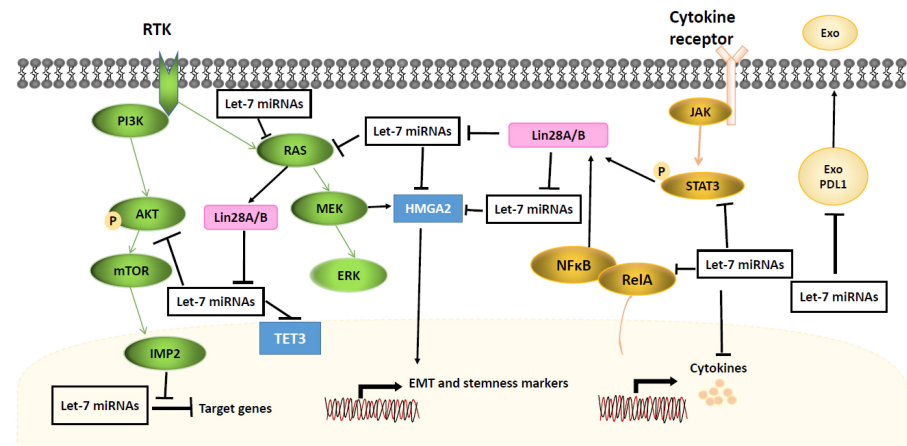 RTK
Cytokine
receptor
Exo
Let-7 miRNAs
JAK
PI3K
Let-7 miRNAs
Lin28A/B
RAS
P
STAT3
Exo
PDL1
AKT
P
Lin28A/B
MEK
HMGA2
Let-7 miRNAs
NFκB
RelA
Let-7 miRNAs
mTOR
ERK
Let-7 miRNAs
Let-7 miRNAs
TET3
IMP2
Cytokines
EMT and stemness markers
Let-7 miRNAs
Target genes